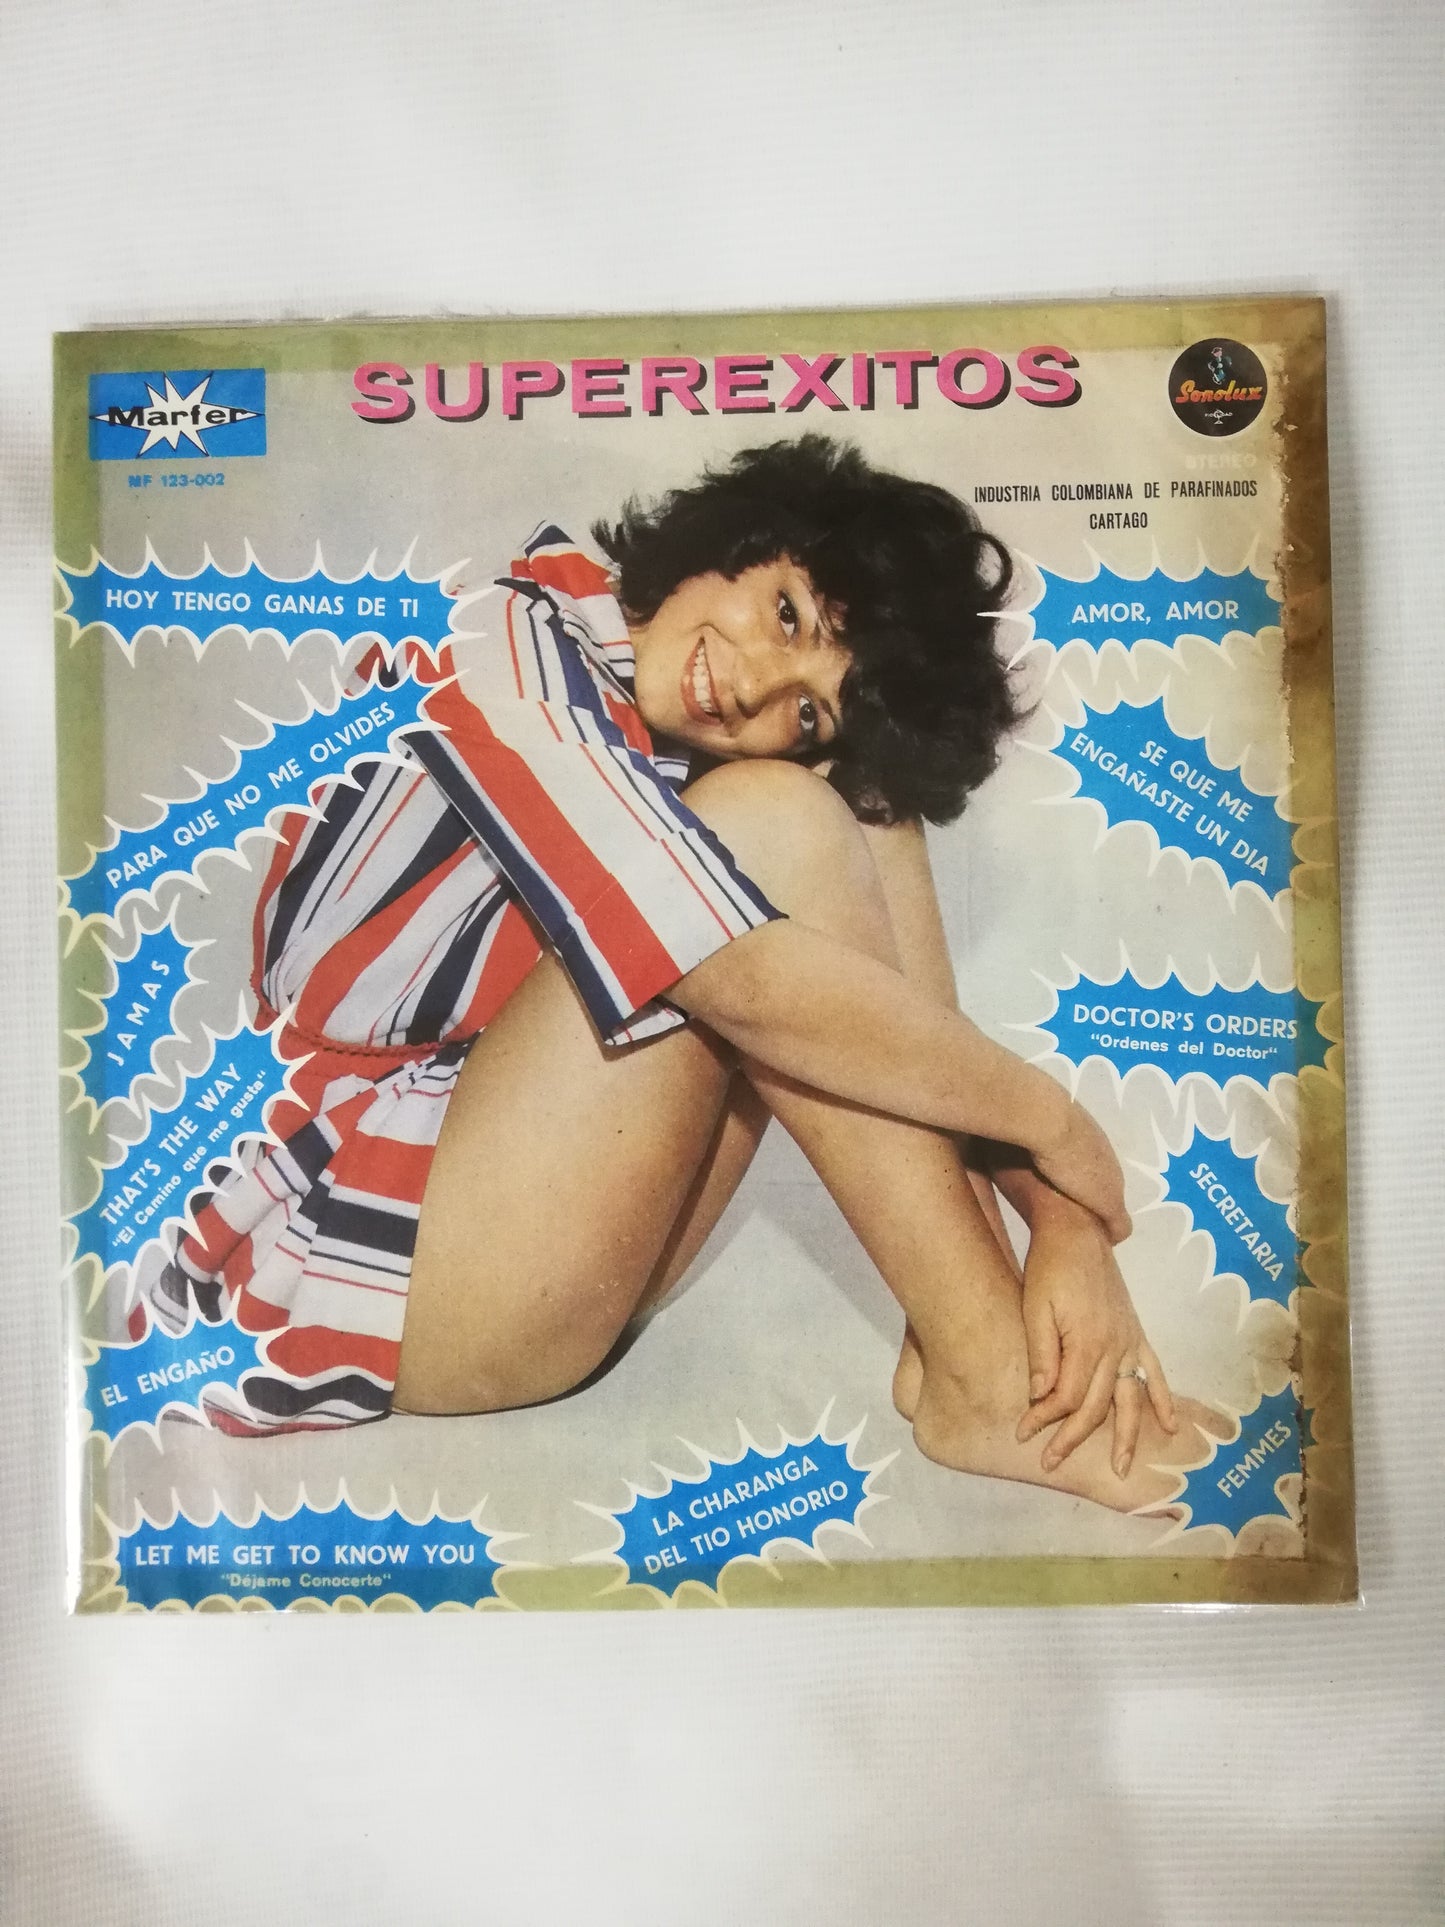 SUPEREXITOS
Marfer
MF 123-002
Sonolux
FIDELIDAD
STEREO
INDUSTRIA COLOMBIANA DE PARAFINADOS
CARTAGO
HOY TENGO GANAS DE TI
PARA QUE NO ME OLVIDES
JAMAS
THAT'S THE WAY
"El Camino que me gusta"
EL ENGAÑO
LET ME GET TO KNOW YOU
"Déjame Conocerte"
LA CHARANGA
DEL TIO HONORIO
AMOR, AMOR
SE QUE ME
ENGAÑASTE UN DIA
DOCTOR'S ORDERS
"Ordenes del Doctor"
SECRETARIA
FEMMES